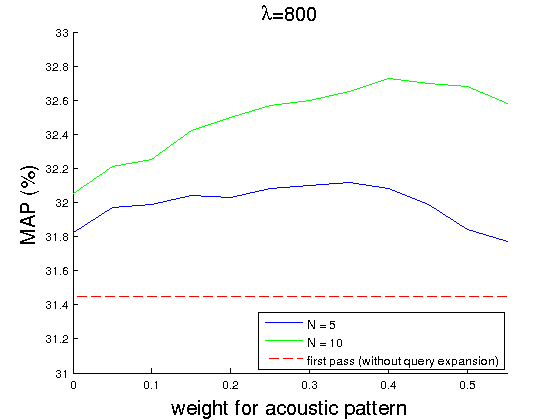 λ=800
33
32.8
32.6
32.4
32.2
32
31.8
31.6
31.4
31.2
31
MAP (%)
0
0.1
0.2
0.3
0.4
0.5
weight for acoustic pattern
N = 5
N = 10
first pass (without query expansion)